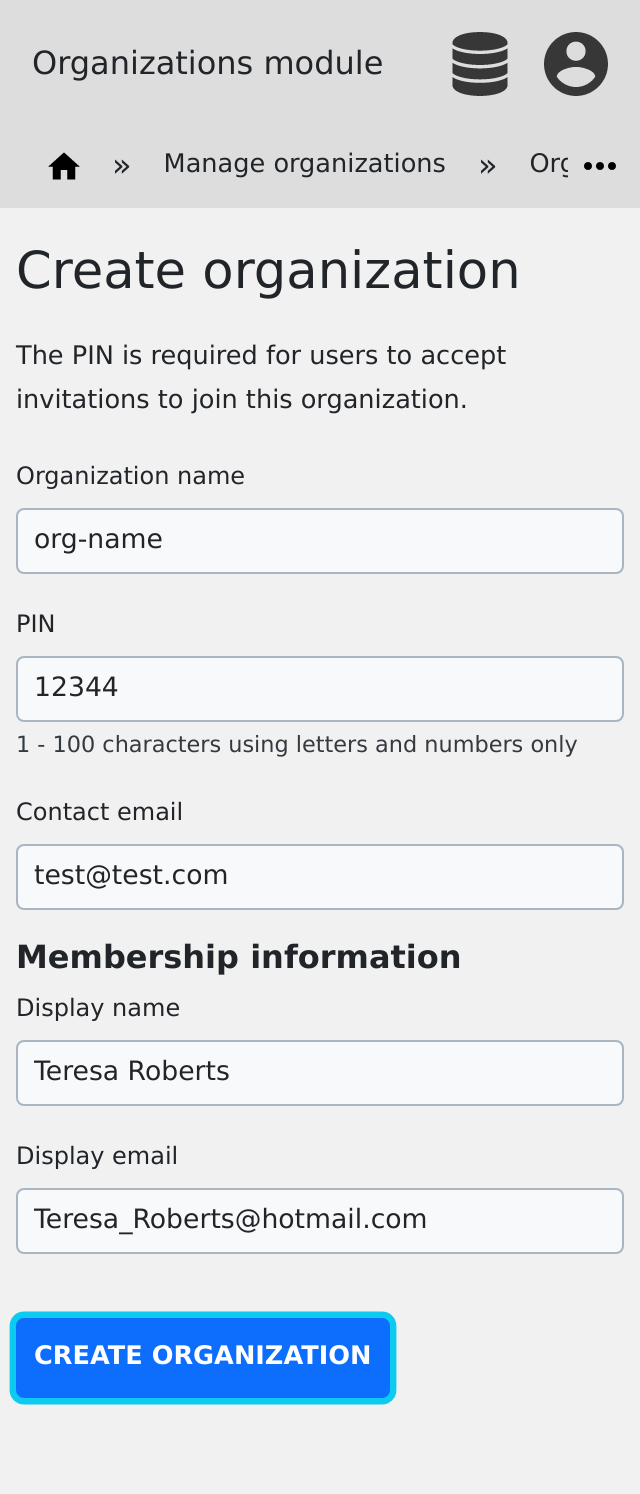 Organizations module
» Manage organizations » Org
Create organization
The PIN is required for users to accept
invitations to join this organization.
Organization name
org-name
PIN
12344
1 - 100 characters using letters and numbers only
Contact email
test@test.com
Membership information
Display name
Teresa Roberts
Display email
Teresa_Roberts@hotmail.com
CREATE ORGANIZATION